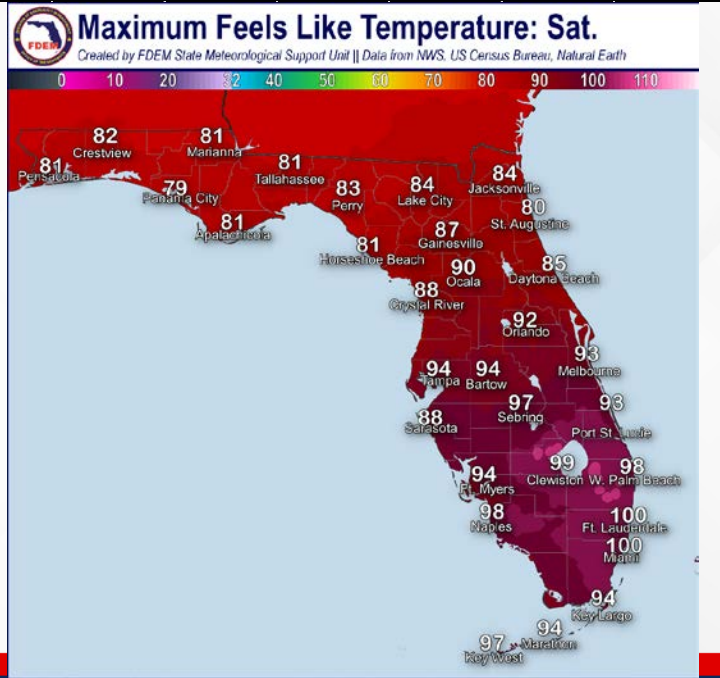 Maximum Feels Like Temperature: Sat.
FDEM
Created by FDEM State Meteorological Support Unit || Data from NWS, US Census Bureau, Natural Earth
0 10 20 32 40 50 60 70 80 90 100 110
82
Crestview
81
Marianna
81
Pensacola
81
Tallahassee
79
Panama City
83
Perry
84
Lake City
84
Jacksonville
80
St. Augustine
81
Apalachicola
87
Gainesville
81
Horseshoe Beach
90
Ocala
85
Daytona Beach
88
Crystal River
92
Orlando
93
Melbourne
94
Tampa
94
Bartow
97
Sebring
93
Port St. Lucie
88
Sarasota
99
Clewiston
98
W. Palm Beach
94
Ft. Myers
98
Naples
100
Ft. Lauderdale
100
Miami
94
Key Largo
94
Marathon
97
Key West